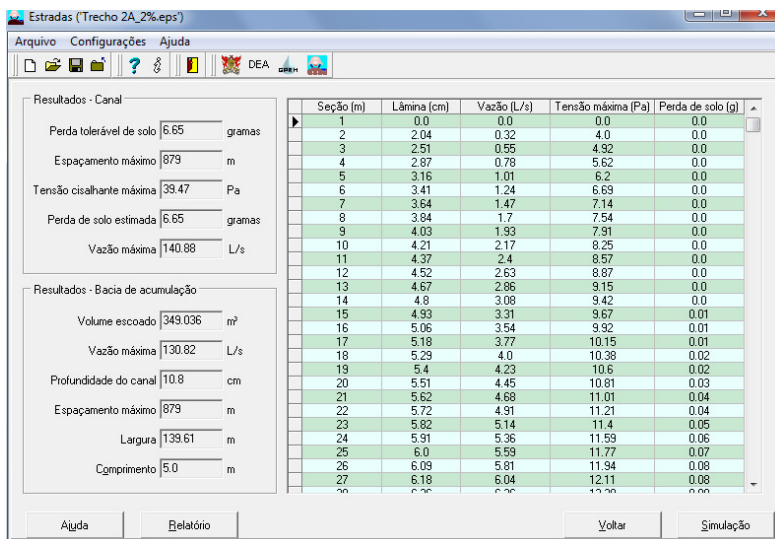 Estradas ('Trecho 2A_2%.eps')
Arquivo Configurações Ajuda
DEA GPRH
Resultados - Canal
Perda tolerável de solo 6.65 gramas
Espaçamento máximo 879 m
Tensão cisalhante máxima 39.47 Pa
Perda de solo estimada 6.65 gramas
Vazão máxima 140.88 L/s
Resultados - Bacia de acumulação
Volume escoado 349.036 m³
Vazão máxima 130.82 L/s
Profundidade do canal 10.8 cm
Espaçamento máximo 879 m
Largura 139.61 m
Comprimento 5.0 m
Seção (m) Lâmina (cm) Vazão (L/s) Tensão máxima (Pa) Perda de solo (g)
1 0.0 0.0 0.0 0.0
2 2.04 0.32 4.0 0.0
3 2.51 0.55 4.92 0.0
4 2.87 0.78 5.62 0.0
5 3.16 1.01 6.2 0.0
6 3.41 1.24 6.69 0.0
7 3.64 1.47 7.14 0.0
8 3.84 1.7 7.54 0.0
9 4.03 1.93 7.91 0.0
10 4.21 2.17 8.25 0.0
11 4.37 2.4 8.57 0.0
12 4.52 2.63 8.87 0.0
13 4.67 2.86 9.15 0.0
14 4.8 3.08 9.42 0.0
15 4.93 3.31 9.67 0.01
16 5.06 3.54 9.92 0.01
17 5.18 3.77 10.15 0.01
18 5.29 4.0 10.38 0.02
19 5.4 4.23 10.6 0.02
20 5.51 4.45 10.81 0.03
21 5.62 4.68 11.01 0.04
22 5.72 4.91 11.21 0.04
23 5.82 5.14 11.4 0.05
24 5.91 5.36 11.59 0.06
25 6.0 5.59 11.77 0.07
26 6.09 5.81 11.94 0.08
27 6.18 6.04 12.11 0.08
Ajuda Relatório Voltar Simulação